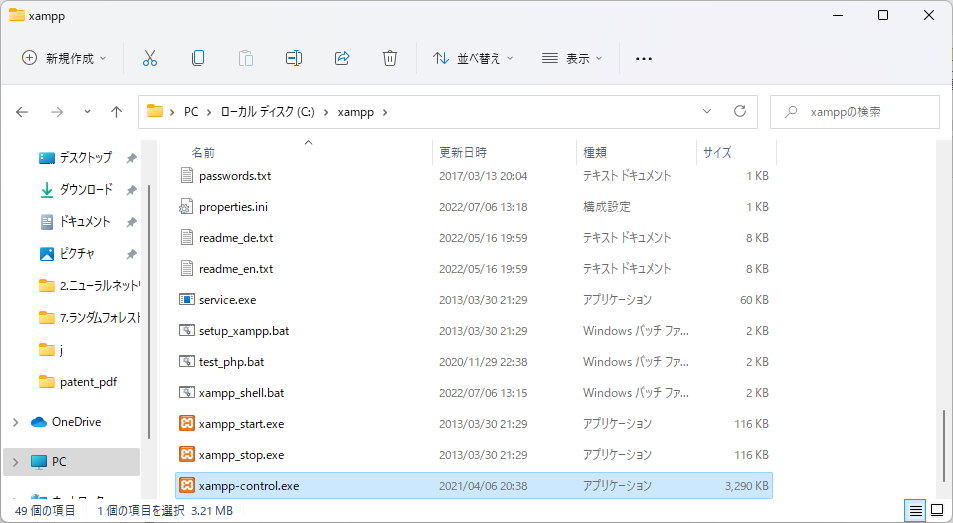 xampp
新規作成
並べ替え
表示
PC
ローカル ディスク (C:)
xampp
xamppの検索
デスクトップ
ダウンロード
ドキュメント
ピクチャ
2.ニューラルネット
7.ランダムフォレスト
j
patent_pdf
OneDrive
PC
名前 更新日時 種類 サイズ
passwords.txt 2017/03/13 20:04 テキスト ドキュメント 1 KB
properties.ini 2022/07/06 13:18 構成設定 1 KB
readme_de.txt 2022/05/16 19:59 テキスト ドキュメント 8 KB
readme_en.txt 2022/05/16 19:59 テキスト ドキュメント 8 KB
service.exe 2013/03/30 21:29 アプリケーション 60 KB
setup_xampp.bat 2013/03/30 21:29 Windows バッチ ファ... 2 KB
test_php.bat 2020/11/29 22:38 Windows バッチ ファ... 2 KB
xampp_shell.bat 2022/07/06 13:15 Windows バッチ ファ... 2 KB
xampp_start.exe 2013/03/30 21:29 アプリケーション 116 KB
xampp_stop.exe 2013/03/30 21:29 アプリケーション 116 KB
xampp-control.exe 2021/04/06 20:38 アプリケーション 3,290 KB
49 個の項目
1 個の項目を選択 3.21 MB